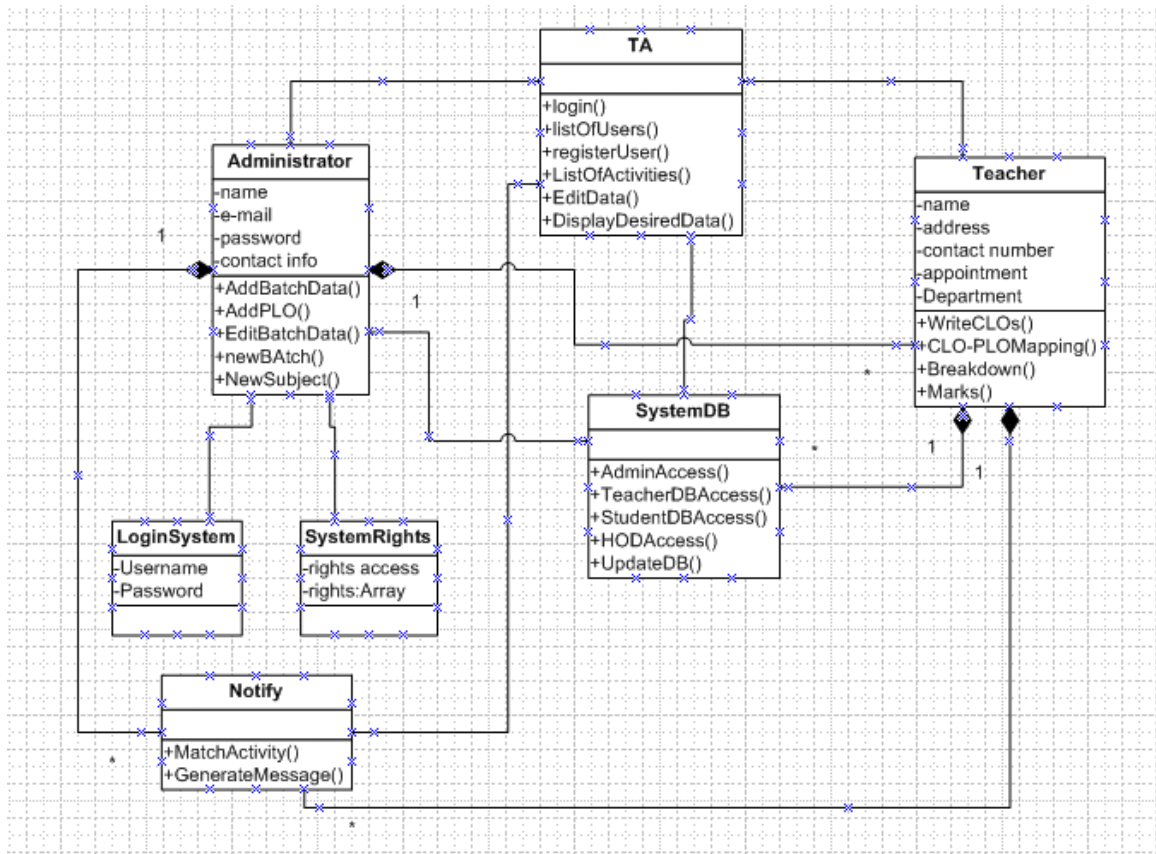 TA
+login()
+listOfUsers()
+registerUser()
+ListOfActivities()
+EditData()
+DisplayDesiredData()
Administrator
-name
-e-mail
-password
-contact info
+AddBatchData()
+AddPLO()
+EditBatchData()
+newBAtch()
+NewSubject()
1
1
Teacher
-name
-address
-contact number
-appointment
-Department
+WriteCLOs()
+CLO-PLOMapping()
+Breakdown()
+Marks()
*
SystemDB
+AdminAccess()
+TeacherDBAccess()
+StudentDBAccess()
+HODAccess()
+UpdateDB()
*
1
1
LoginSystem
-Username
-Password
SystemRights
-rights access
-rights:Array
Notify
+MatchActivity()
+GenerateMessage()
*
*